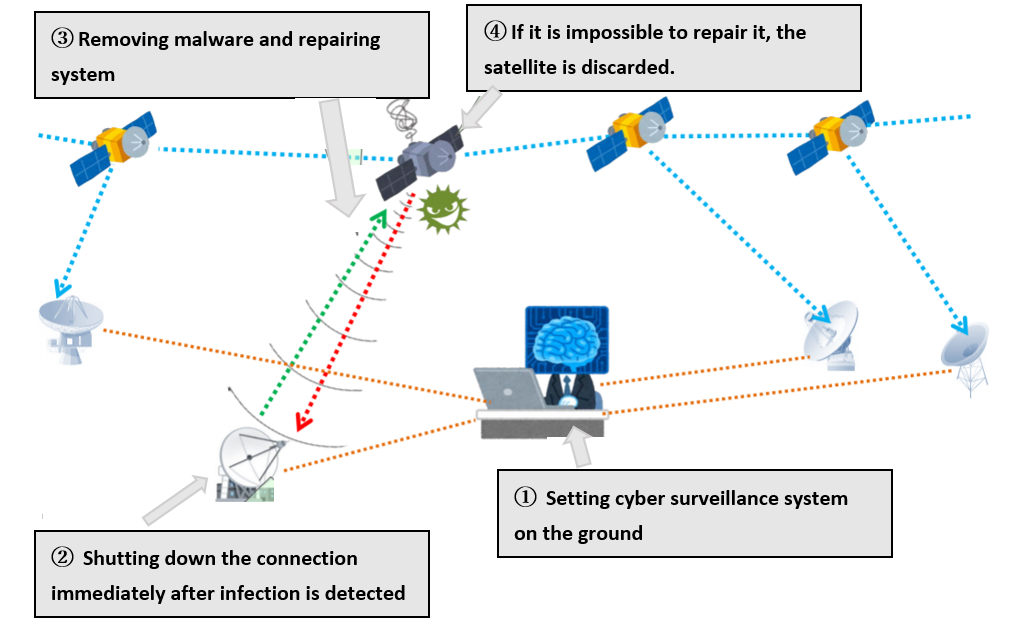 ③ Removing malware and repairing
system
④ If it is impossible to repair it, the
satellite is discarded.
① Setting cyber surveillance system
on the ground
② Shutting down the connection
immediately after infection is detected